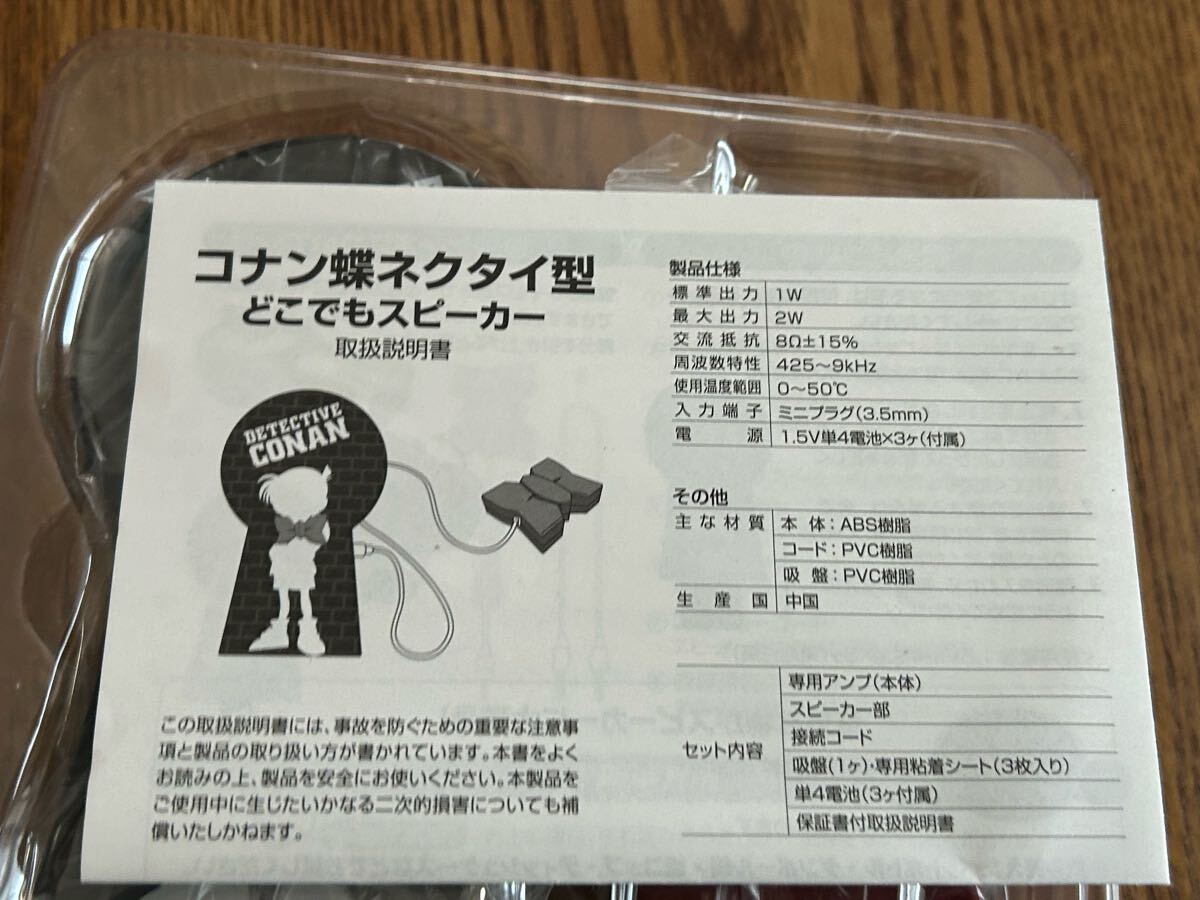 コナン蝶ネクタイ型
どこでもスピーカー
取扱説明書
DETECTIVE
CONAN
この取扱説明書には、事故を防ぐための重要な注意事
項と製品の取り扱い方が書かれています。本書をよく
お読みの上、製品を安全にお使いください。本製品を
ご使用中に生じたいかなる二次的損害についても補
償いたしかねます。
製品仕様
標準出力 1W
最大出力 2W
交流抵抗 8Ω±15%
周波数特性 425～9kHz
使用温度範囲 0～50℃
入力端子 ミニプラグ(3.5mm)
電源 1.5V単4電池×3ヶ(付属)
その他
主な材質 本体：ABS樹脂
コード：PVC樹脂
吸盤：PVC樹脂
生産国 中国
セット内容
専用アンプ(本体)
スピーカー部
接続コード
吸盤(1ヶ)・専用粘着シート(3枚入り)
単4電池(3ヶ付属)
保証書付取扱説明書